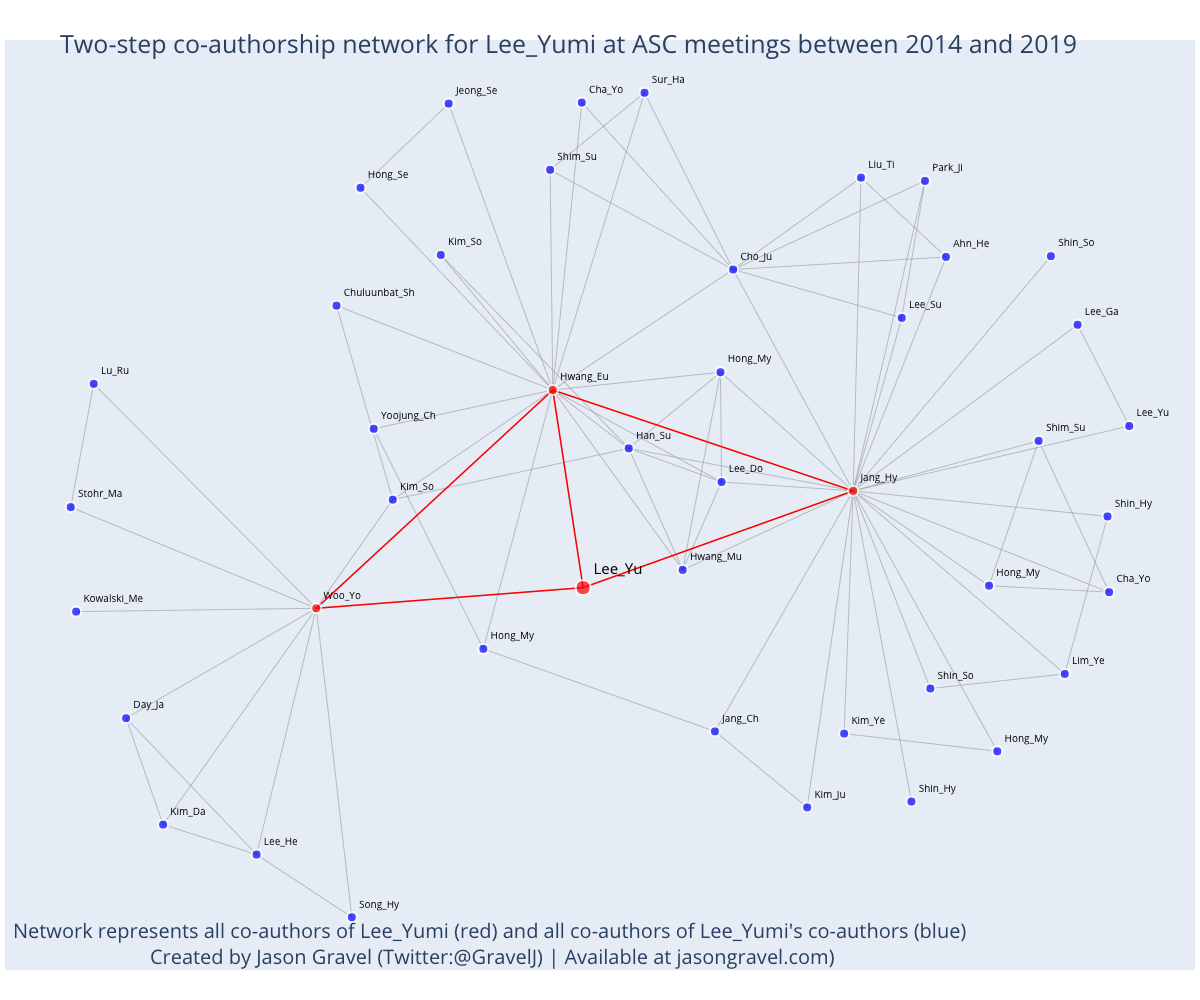 Two-step co-authorship network for Lee_Yumi at ASC meetings between 2014 and 2019
Sur_Ha
Jeong_Se
Cha_Yo
Shim_Su
Liu_Ti
Park_Ji
Hong_Se
Kim_So
Ahn_He
Shin_So
Cho_Ju
Chuluunbat_Sh
Lee_Su
Lee_Ga
Hong_My
Lu_Ru
Hwang_Eu
Yoojung_Ch
Lee_Yu
Shim_Su
Han_Su
Lee_Do
Jang_Hy
Kim_So
Stohr_Ma
Shin_Hy
Hwang_Mu
Lee_Yu
Hong_My
Cha_Yo
Kowalski_Me
Woo_Yo
Hong_My
Lim_Ye
Shin_So
Day_Ja
Jang_Ch
Kim_Ye
Hong_My
Kim_Ju
Shin_Hy
Kim_Da
Lee_He
Song_Hy
Network represents all co-authors of Lee_Yumi (red) and all co-authors of Lee_Yumi's co-authors (blue)
Created by Jason Gravel (Twitter:@GravelJ) | Available at jasongravel.com)